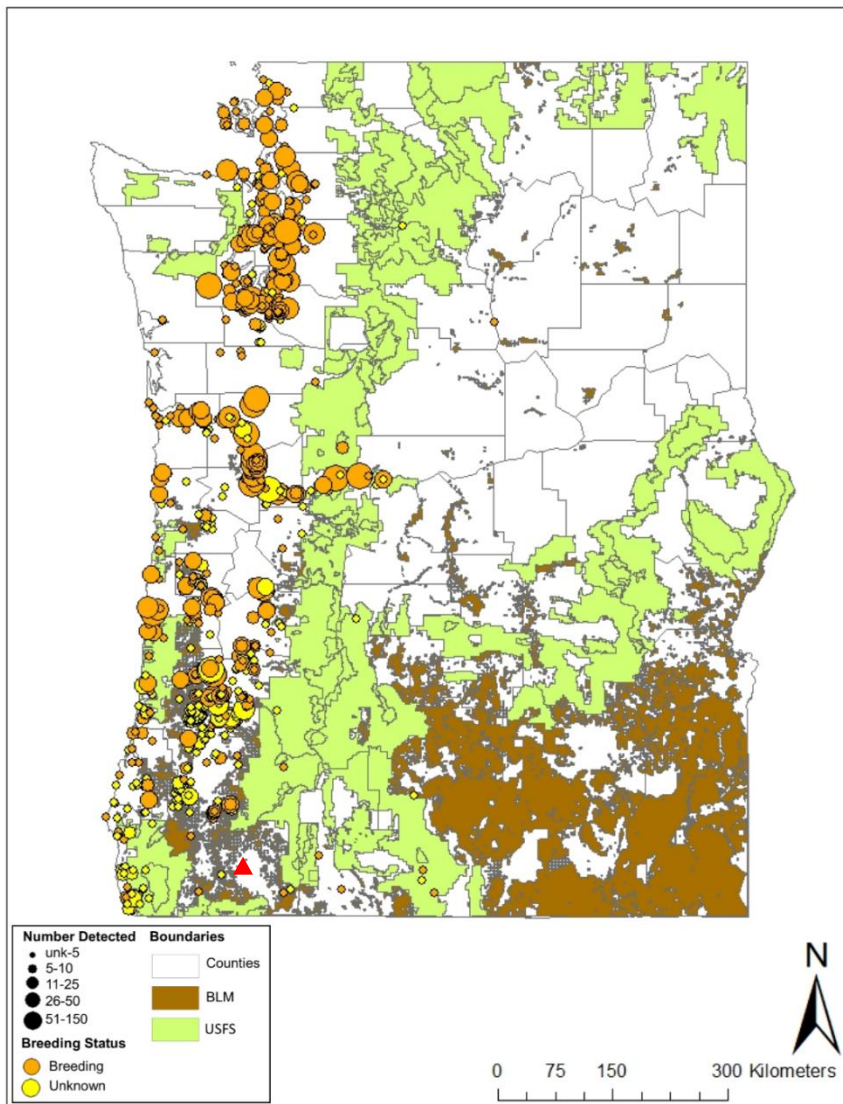 N
Number Detected
unk-5
5-10
11-25
26-50
51-150
Breeding Status
Breeding
Unknown
Boundaries
Counties
BLM
USFS
0 75 150 300 Kilometers